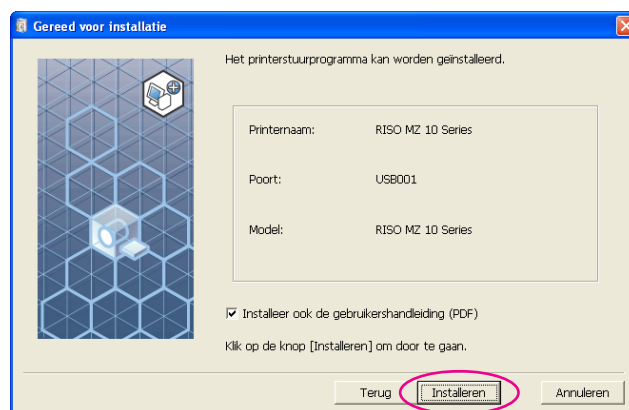 Gereed voor installatie
Het printerstuurprogramma kan worden geïnstalleerd.
Printernaam: RISO MZ 10 Series
Poort: USB001
Model: RISO MZ 10 Series
Installeer ook de gebruikershandleiding (PDF)
Klik op de knop [Installeren] om door te gaan.
Terug Installeren Annuleren